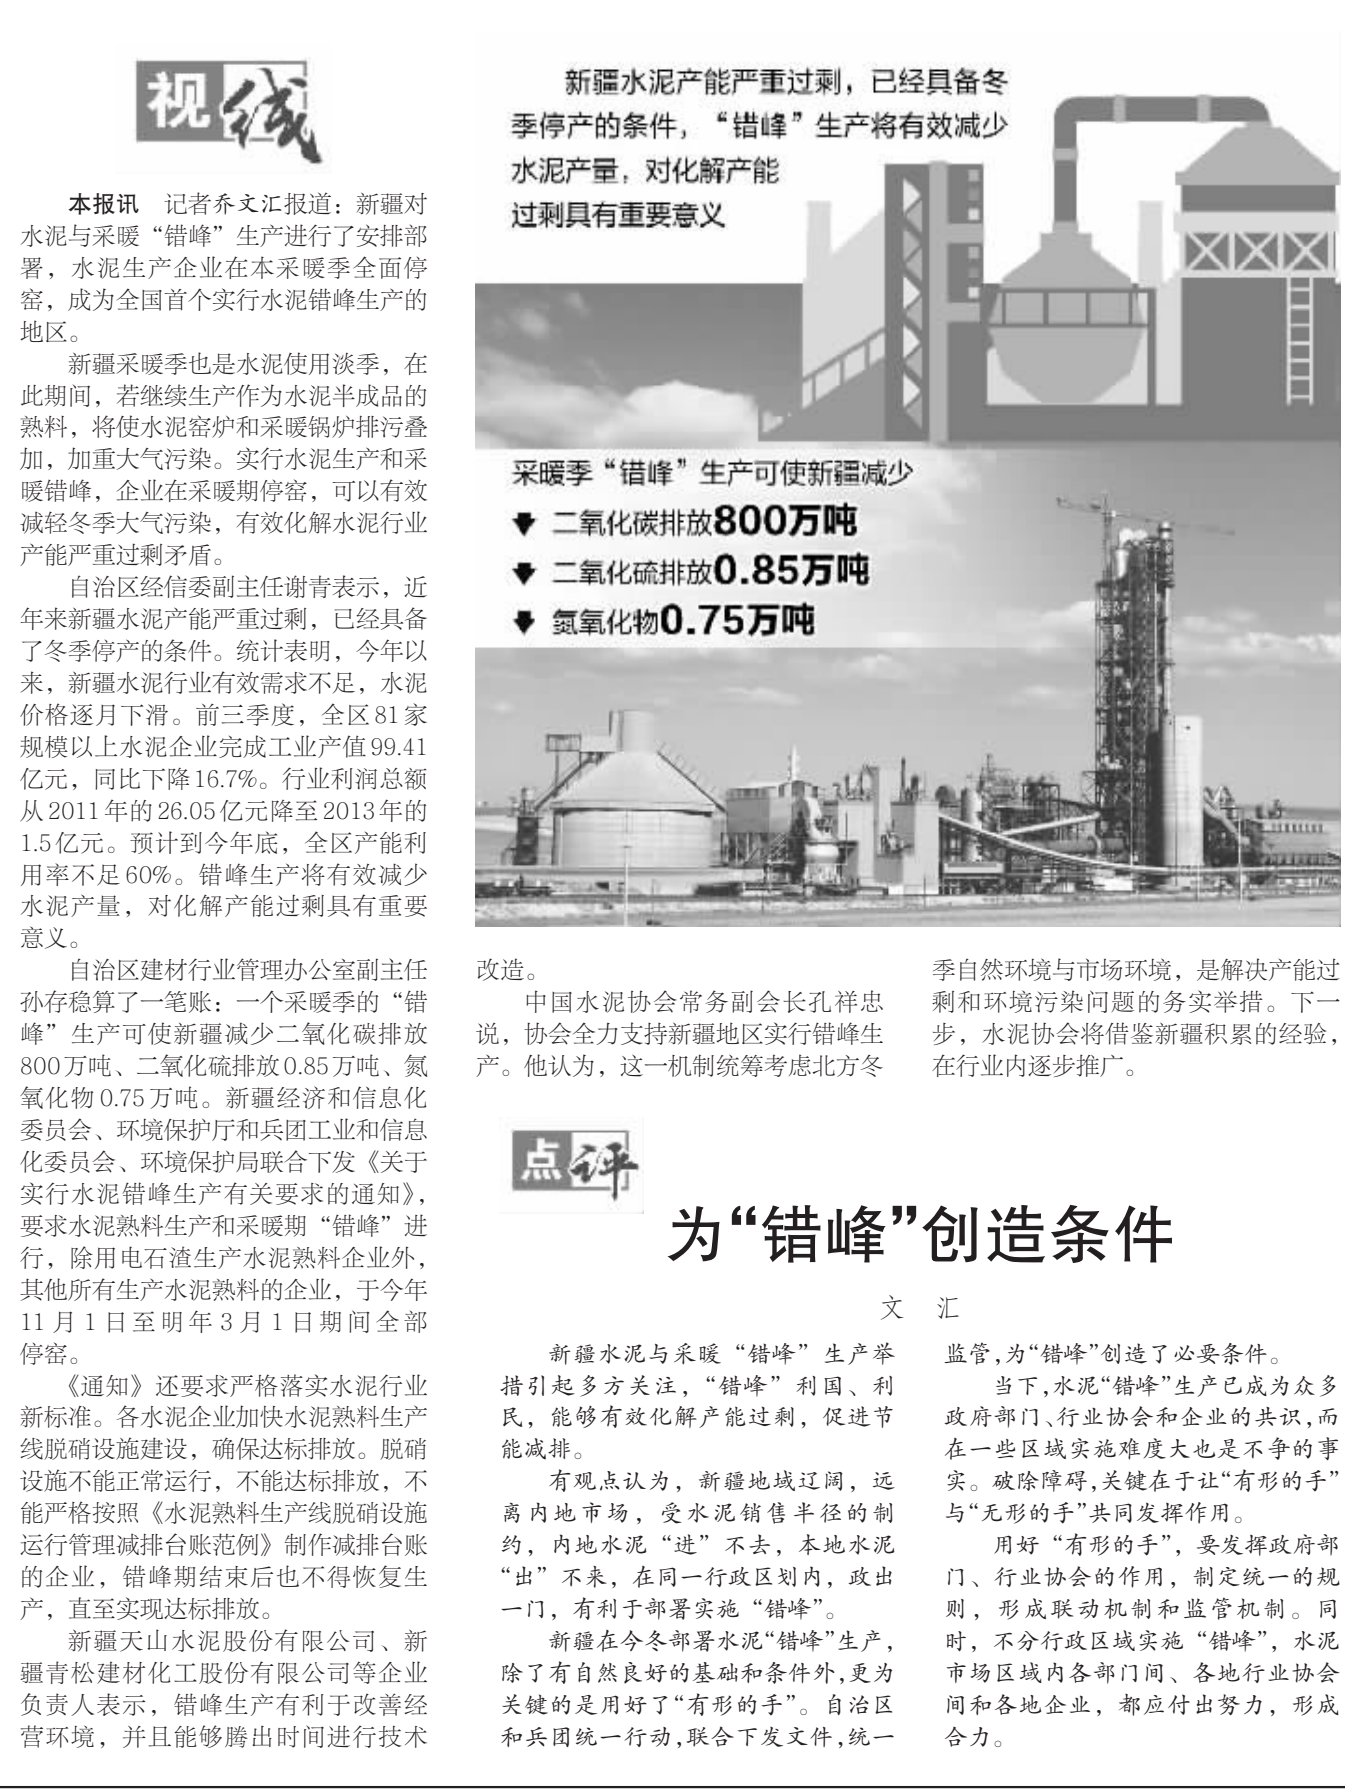 视线
本报讯　记者乔文汇报道：新疆对
水泥与采暖“错峰”生产进行了安排部
署，水泥生产企业在本采暖季全面停
窑，成为全国首个实行水泥错峰生产的
地区。
新疆采暖季也是水泥使用淡季，在
此期间，若继续生产作为水泥半成品的
熟料，将使水泥窑炉和采暖锅炉排污叠
加，加重大气污染。实行水泥生产和采
暖错峰，企业在采暖期停窑，可以有效
减轻冬季大气污染，有效化解水泥行业
产能严重过剩矛盾。
自治区经信委副主任谢青表示，近
年来新疆水泥产能严重过剩，已经具备
了冬季停产的条件。统计表明，今年以
来，新疆水泥行业有效需求不足，水泥
价格逐月下滑。前三季度，全区81家
规模以上水泥企业完成工业产值99.41
亿元，同比下降16.7%。行业利润总额
从2011年的26.05亿元降至2013年的
1.5亿元。预计到今年底，全区产能利
用率不足60%。错峰生产将有效减少
水泥产量，对化解产能过剩具有重要
意义。
自治区建材行业管理办公室副主任
孙存稳算了一笔账：一个采暖季的“错
峰”生产可使新疆减少二氧化碳排放
800万吨、二氧化硫排放0.85万吨、氮
氧化物0.75万吨。新疆经济和信息化
委员会、环境保护厅和兵团工业和信息
化委员会、环境保护局联合下发《关于
实行水泥错峰生产有关要求的通知》，
要求水泥熟料生产和采暖期“错峰”进
行，除用电石渣生产水泥熟料企业外，
其他所有生产水泥熟料的企业，于今年
11月1日至明年3月1日期间全部
停窑。
《通知》还要求严格落实水泥行业
新标准。各水泥企业加快水泥熟料生产
线脱硝设施建设，确保达标排放。脱硝
设施不能正常运行，不能达标排放，不
能严格按照《水泥熟料生产线脱硝设施
运行管理减排台账范例》制作减排台账
的企业，错峰期结束后也不得恢复生
产，直至实现达标排放。
新疆天山水泥股份有限公司、新
疆青松建材化工股份有限公司等企业
负责人表示，错峰生产有利于改善经
营环境，并且能够腾出时间进行技术
新疆水泥产能严重过剩，已经具备冬
季停产的条件，“错峰”生产将有效减少
水泥产量，对化解产能
过剩具有重要意义
采暖季“错峰”生产可使新疆减少
二氧化碳排放800万吨
二氧化硫排放0.85万吨
氮氧化物0.75万吨
改造。
中国水泥协会常务副会长孔祥忠
说，协会全力支持新疆地区实行错峰生
产。他认为，这一机制统筹考虑北方冬
季自然环境与市场环境，是解决产能过
剩和环境污染问题的务实举措。下一
步，水泥协会将借鉴新疆积累的经验，
在行业内逐步推广。
点评
为“错峰”创造条件
文　汇
新疆水泥与采暖“错峰”生产举
措引起多方关注，“错峰”利国、利
民，能够有效化解产能过剩，促进节
能减排。
有观点认为，新疆地域辽阔，远
离内地市场，受水泥销售半径的制
约，内地水泥“进”不去，本地水泥
“出”不来，在同一行政区划内，政出
一门，有利于部署实施“错峰”。
新疆在今冬部署水泥“错峰”生产，
除了有自然良好的基础和条件外，更为
关键的是用好了“有形的手”。自治区
和兵团统一行动，联合下发文件，统一
监管，为“错峰”创造了必要条件。
当下，水泥“错峰”生产已成为众多
政府部门、行业协会和企业的共识，而
在一些区域实施难度大也是不争的事
实。破除障碍，关键在于让“有形的手”
与“无形的手”共同发挥作用。
用好“有形的手”，要发挥政府部
门、行业协会的作用，制定统一的规
则，形成联动机制和监管机制。同
时，不分行政区域实施“错峰”，水泥
市场区域内各部门间、各地行业协会
间和各地企业，都应付出努力，形成
合力。